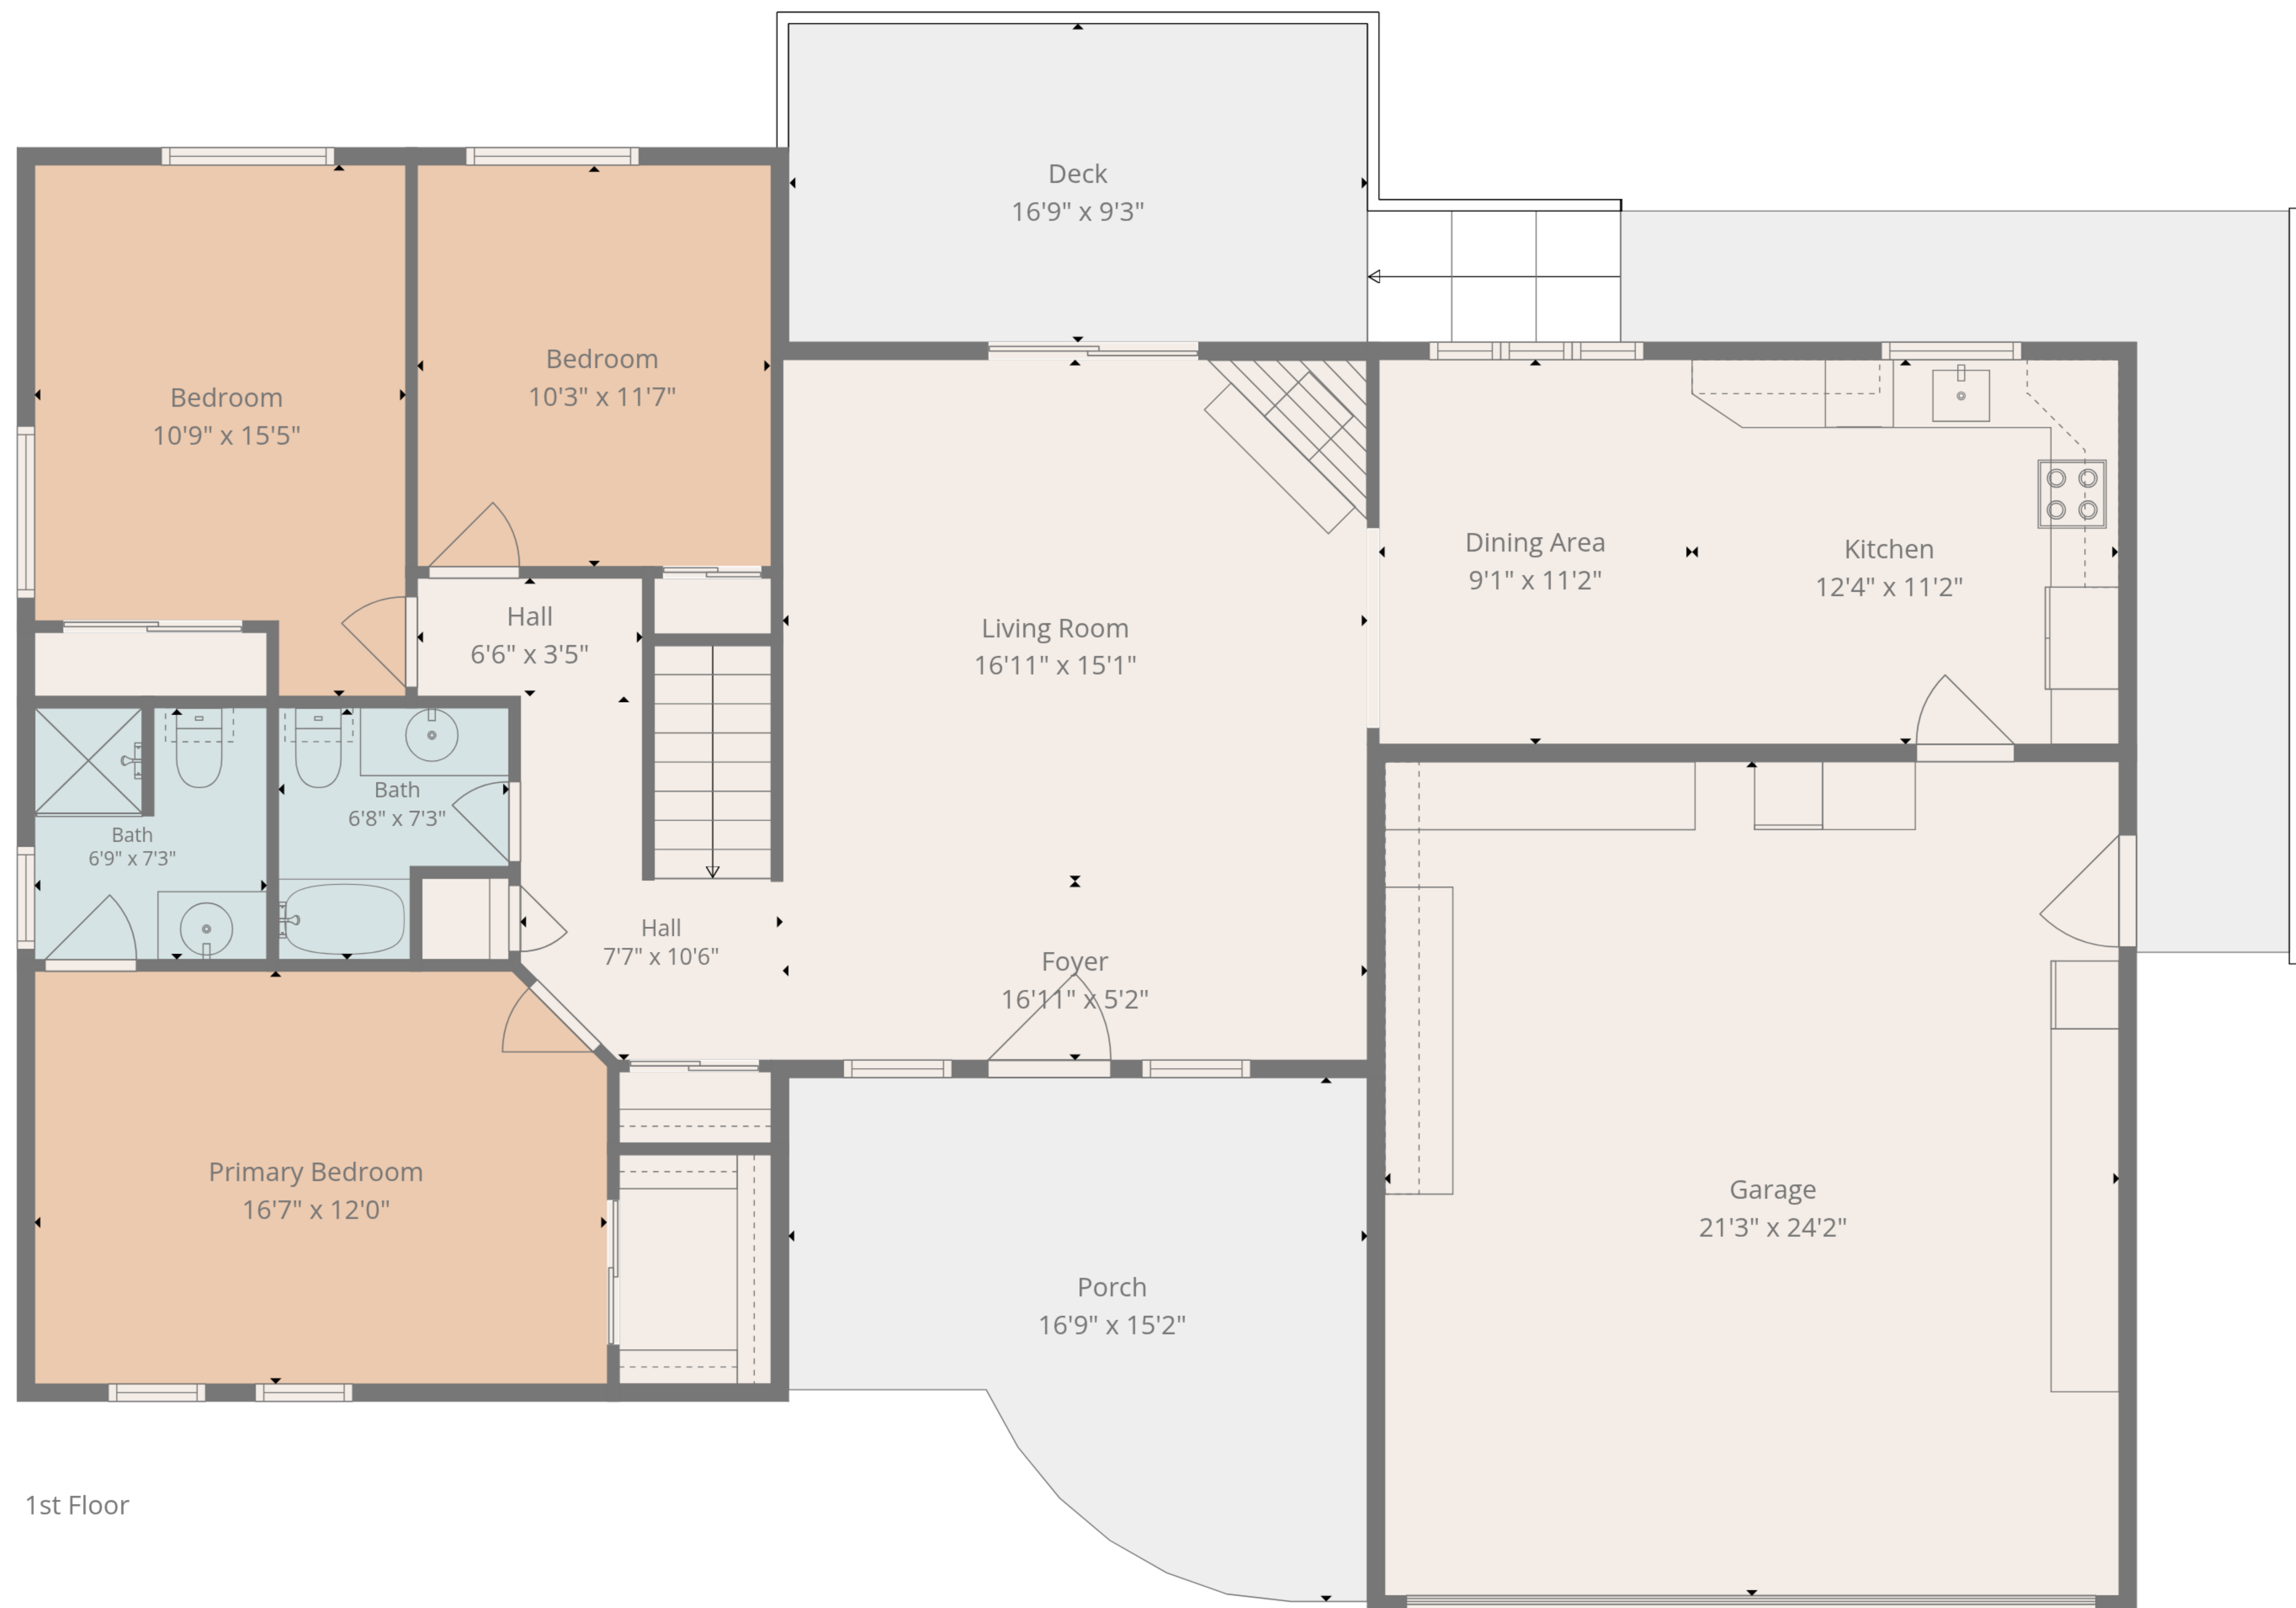 Deck
16'9" x 9'3"
Bedroom
10'3" x 11'7"
Bedroom
10'9" x 15'5"
Dining Area
9'1" x 11'2"
Kitchen
12'4" x 11'2"
Hall
6'6" x 3'5"
Living Room
16'11" x 15'1"
Bath
6'8" x 7'3"
Bath
6'9" x 7'3"
Hall
7'7" x 10'6"
Foyer
16'11" x 5'2"
Primary Bedroom
16'7" x 12'0"
Garage
21'3" x 24'2"
Porch
16'9" x 15'2"
1st Floor